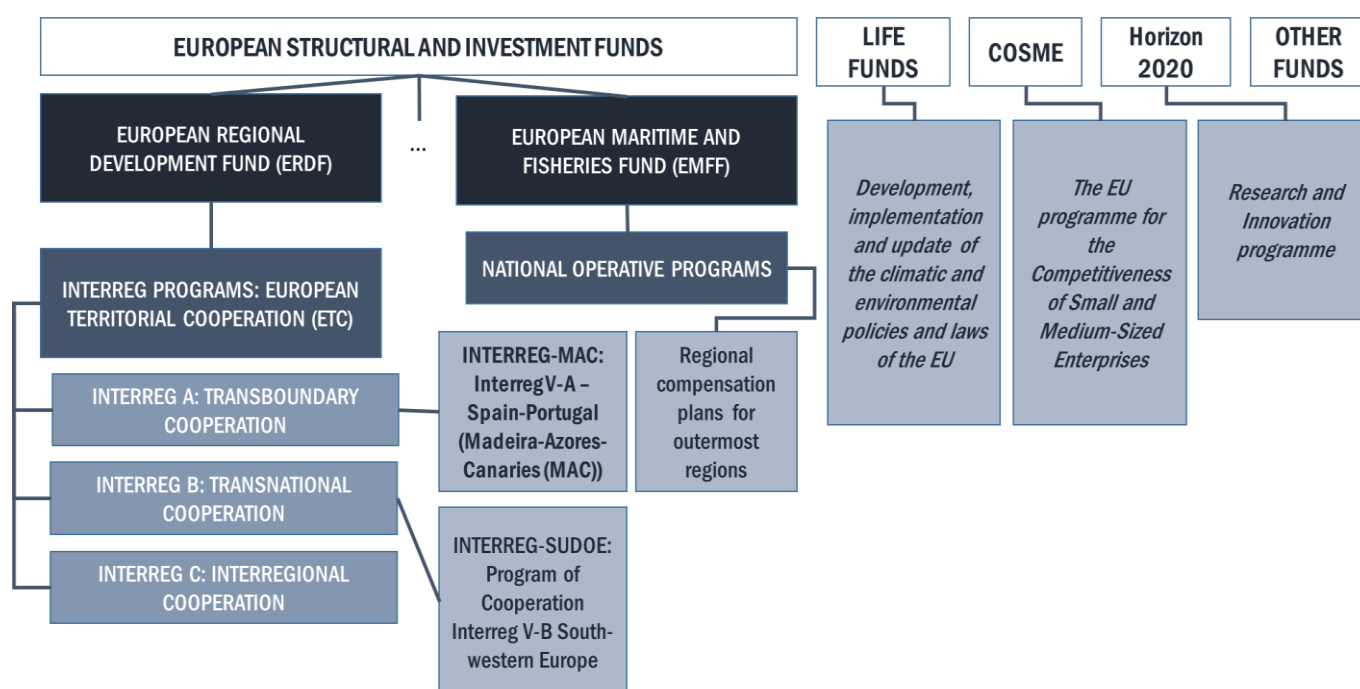 EUROPEAN STRUCTURAL AND INVESTMENT FUNDS
LIFE
FUNDS
COSME
Horizon
2020
OTHER
FUNDS
EUROPEAN REGIONAL
DEVELOPMENT FUND (ERDF)
...
EUROPEAN MARITIME AND
FISHERIES FUND (EMFF)
Development,
implementation
and update of
the climatic and
environmental
policies and laws
of the EU
The EU
programme for
the
Competitiveness
of Small and
Medium-Sized
Enterprises
Research and
Innovation
programme
INTERREG PROGRAMS: EUROPEAN
TERRITORIAL COOPERATION (ETC)
NATIONAL OPERATIVE PROGRAMS
INTERREG A: TRANSBOUNDARY
COOPERATION
INTERREG-MAC:
Interreg V-A –
Spain-Portugal
(Madeira-Azores-
Canaries (MAC))
Regional
compensation
plans for
outermost
regions
INTERREG B: TRANSNATIONAL
COOPERATION
INTERREG C: INTERREGIONAL
COOPERATION
INTERREG-SUDOE:
Program of
Cooperation
Interreg V-B South-
western Europe